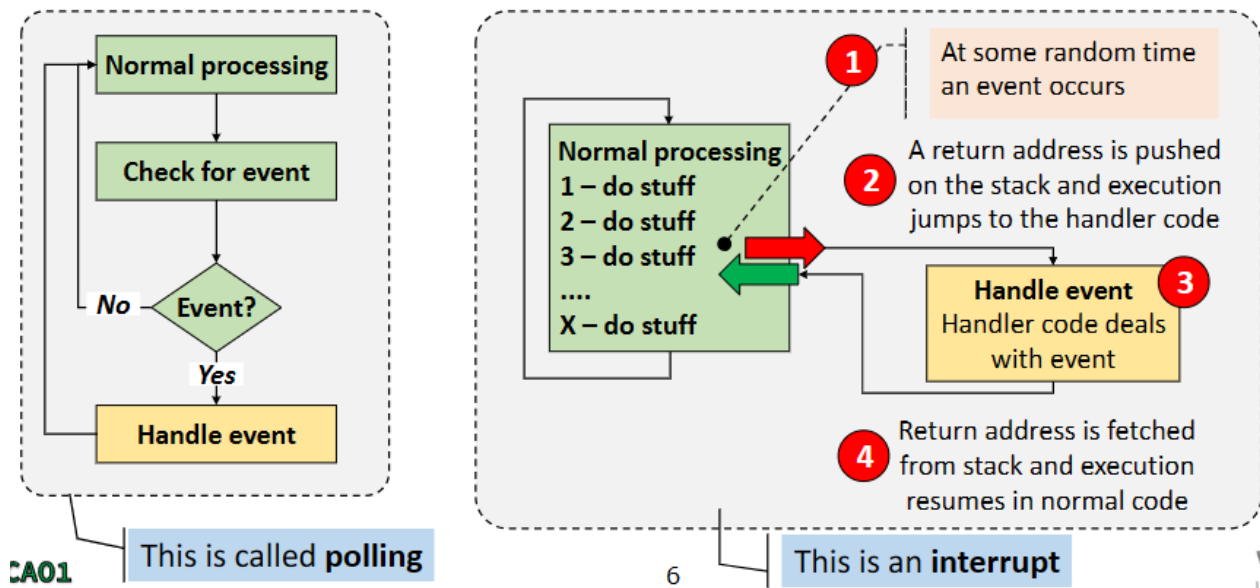 Normal processing
Check for event
Event?
No
Yes
Handle event
This is called polling
1
At some random time
an event occurs
Normal processing
1 – do stuff
2 – do stuff
3 – do stuff
....
X – do stuff
2
A return address is pushed
on the stack and execution
jumps to the handler code
3
Handle event
Handler code deals
with event
4
Return address is fetched
from stack and execution
resumes in normal code
This is an interrupt
CAO1
6